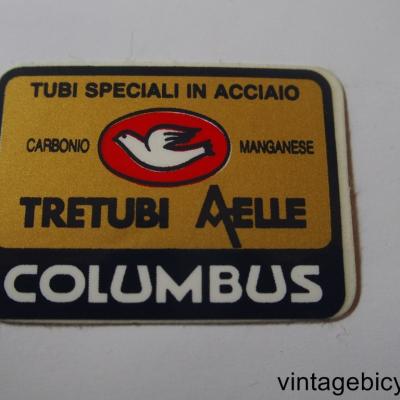 TUBI SPECIALI IN ACCIAIO
CARBONIO MANGANESE
TRETUBI AELLE
COLUMBUS
vintagebicy